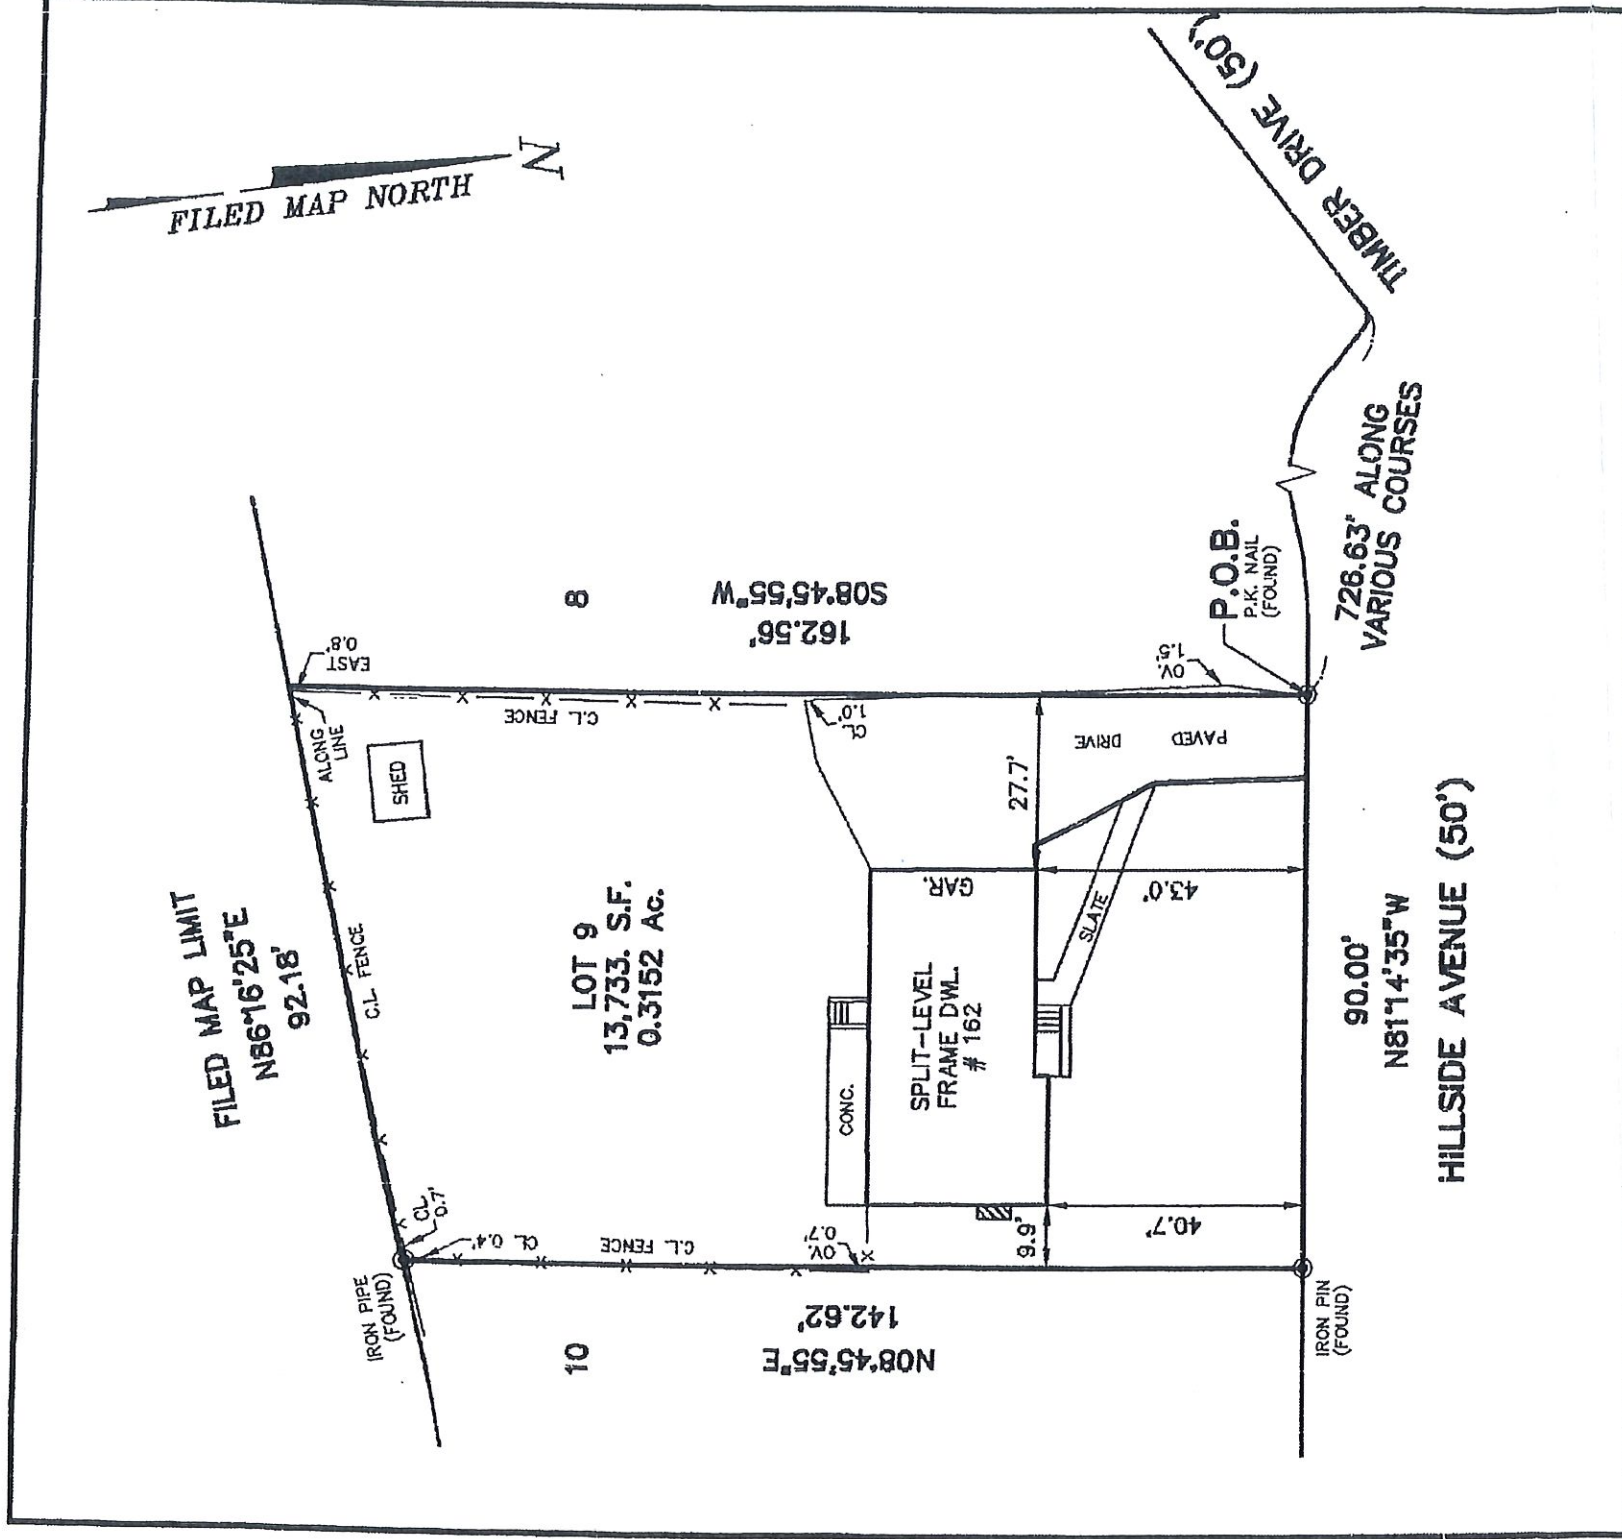 FILED MAP NORTH
N
TIMBER DRIVE (50')
FILED MAP LIMIT
N86°16'25"E
92.18'
C.L. FENCE
ALONG
LINE
EAST
0.8'
SHED
C.L. FENCE
8
162.56'
S08°45'55"W
CL
1.0'
OV.
1.5'
P.O.B.
P.K. NAIL
(FOUND)
726.63' ALONG
VARIOUS COURSES
PAVED
DRIVE
27.7'
43.0'
SLATE
GAR.
LOT 9
13,733. S.F.
0.3152 Ac.
SPLIT-LEVEL
FRAME DWL.
# 162
CONC.
CL
0.7'
CL 0.4'
C.L. FENCE
OV.
0.7'
9.9'
40.7'
IRON PIPE
(FOUND)
10
142.62'
N08°45'55"E
IRON PIN
(FOUND)
90.00'
N81°14'35"W
HILLSIDE AVENUE (50')